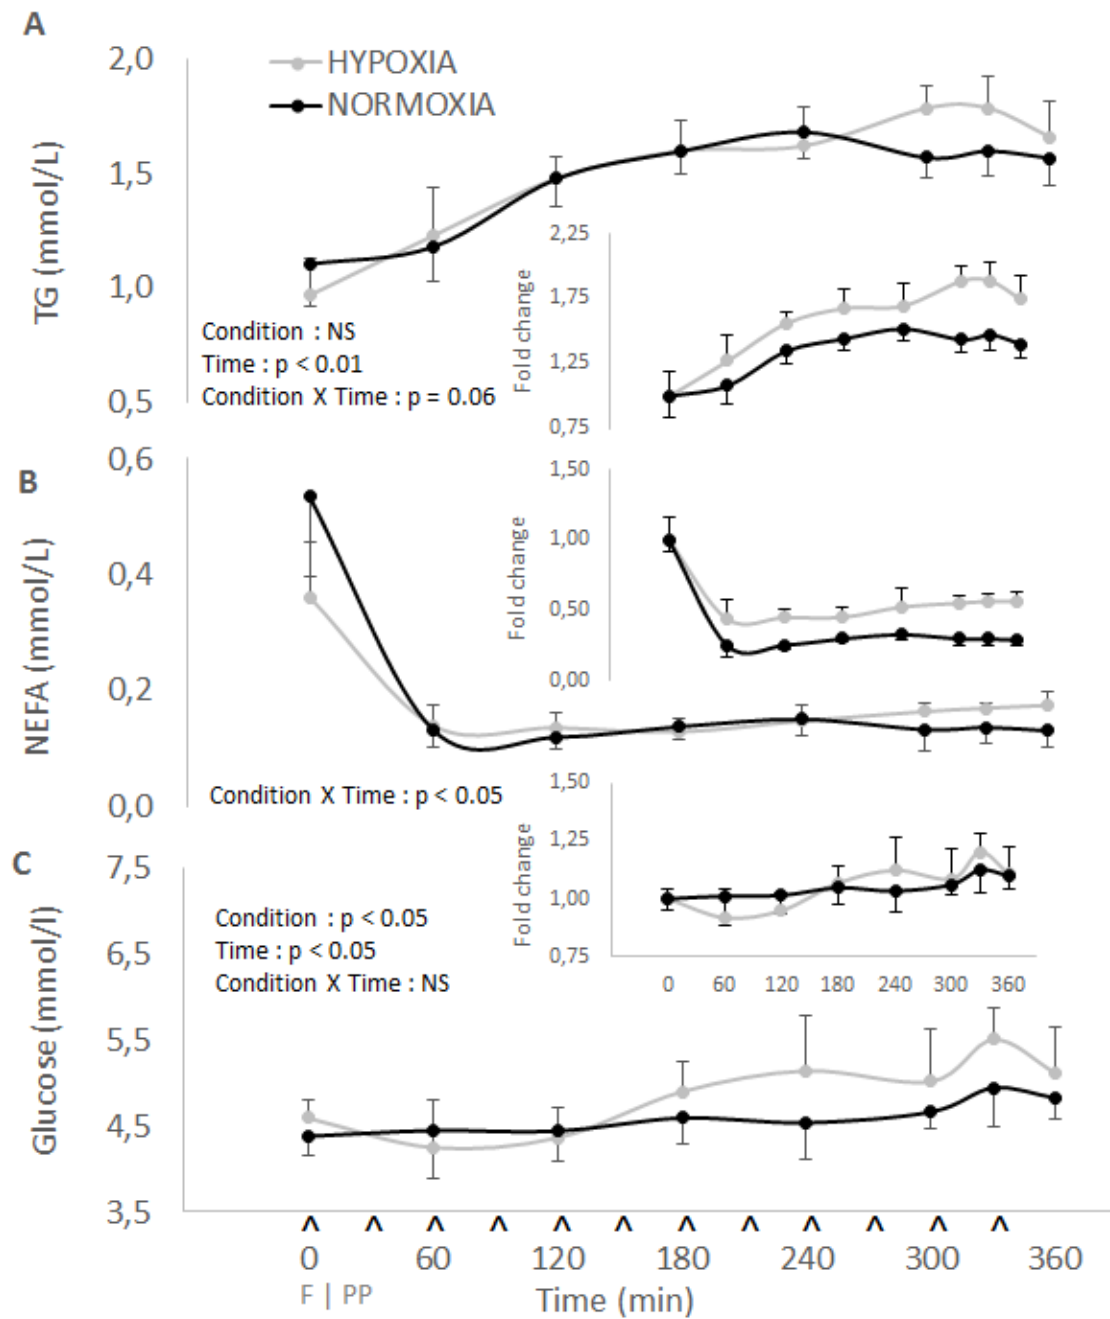 A
2,0
HYPOXIA
NORMOXIA
1,5
1,0
0,5
TG (mmol/L)
Condition : NS
Time : p < 0.01
Condition X Time : p = 0.06
2,25
1,75
1,25
0,75
Fold change
B
0,6
0,4
0,2
0,0
NEFA (mmol/L)
Condition X Time : p < 0.05
1,50
1,00
0,50
0,00
Fold change
C
7,5
6,5
5,5
4,5
3,5
Glucose (mmol/l)
Condition : p < 0.05
Time : p < 0.05
Condition X Time : NS
1,50
1,25
1,00
0,75
Fold change
0 60 120 180 240 300 360
^ ^ ^ ^ ^ ^ ^ ^ ^ ^ ^ ^
0 60 120 180 240 300 360
F | PP
Time (min)